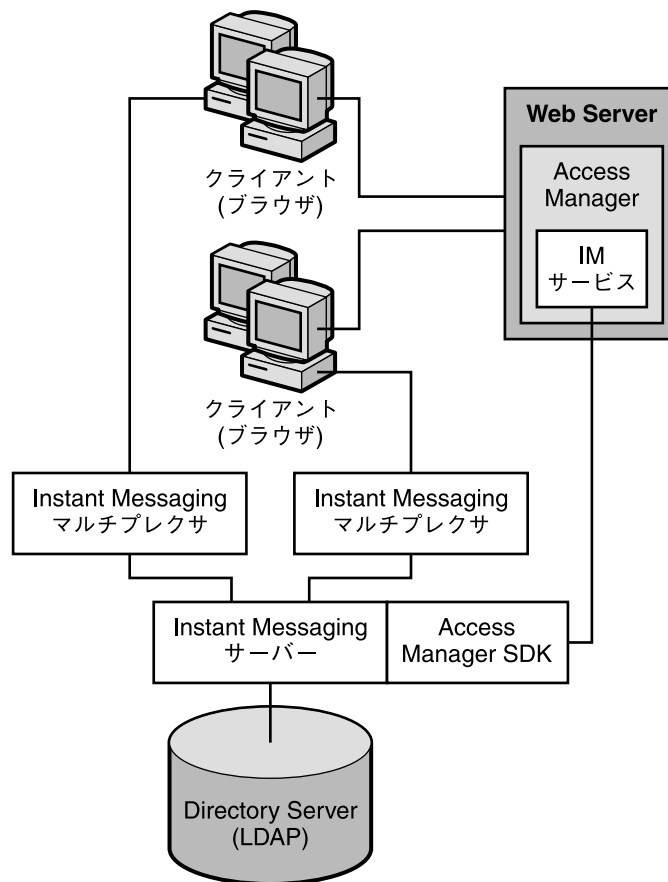 クライアント
(ブラウザ)
Web Server
Access
Manager
IM
サービス
クライアント
(ブラウザ)
Instant Messaging
マルチプレクサ
Instant Messaging
マルチプレクサ
Instant Messaging
サーバー
Access
Manager SDK
Directory Server
(LDAP)